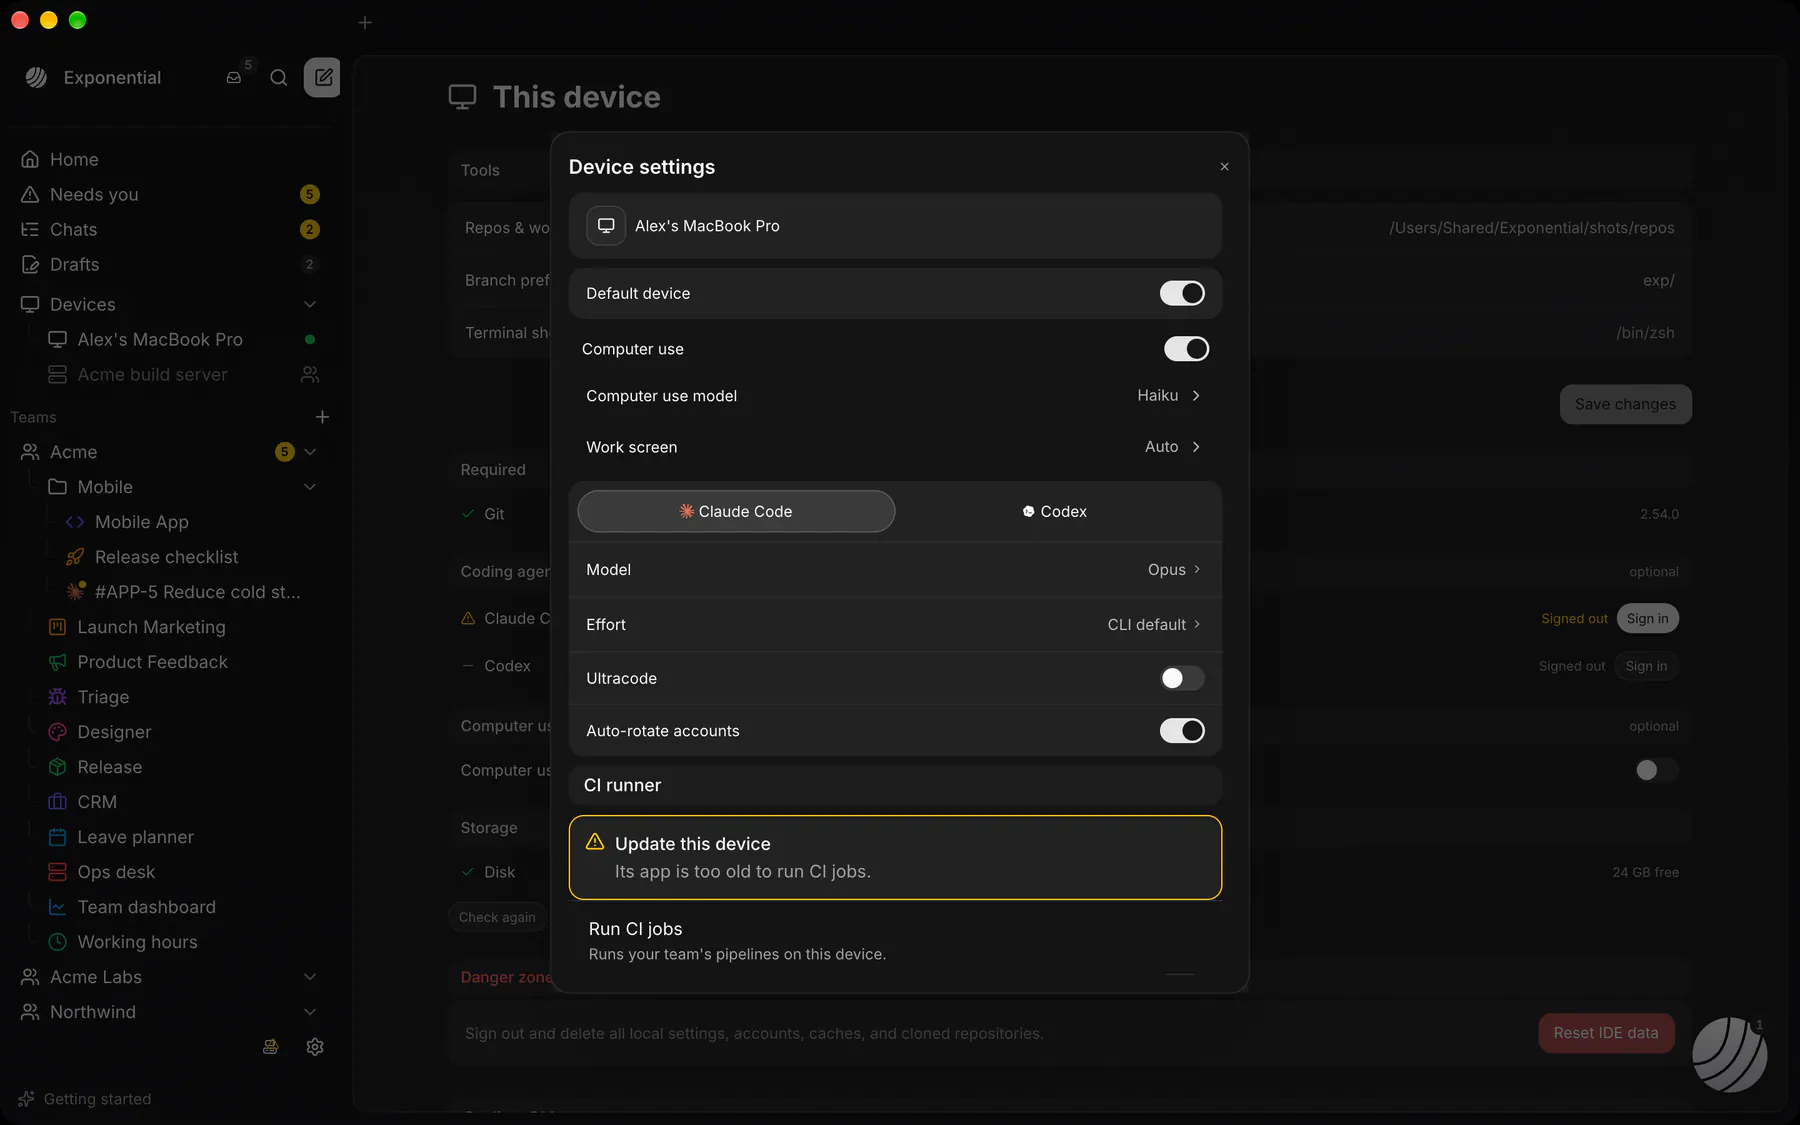 Exponential
5
Home
Needs you
5
Chats
2
Drafts
2
Devices
Alex's MacBook Pro
Acme build server
Teams
Acme
5
Mobile
Mobile App
Release checklist
#APP-5 Reduce cold st...
Launch Marketing
Product Feedback
Triage
Designer
Release
CRM
Leave planner
Ops desk
Team dashboard
Working hours
Acme Labs
Northwind
Getting started
This device
Tools
Repos & wo
/Users/Shared/Exponential/shots/repos
Branch pref
exp/
Terminal sh
/bin/zsh
Save changes
Required
Git
2.54.0
Coding agen
optional
Claude C
Signed out
Sign in
Codex
Signed out
Sign in
Computer us
optional
Computer us
Storage
Disk
24 GB free
Check again
Danger zone
Sign out and delete all local settings, accounts, caches, and cloned repositories.
Reset IDE data
1
Device settings
Alex's MacBook Pro
Default device
Computer use
Computer use model
Haiku
Work screen
Auto
Claude Code
Codex
Model
Opus
Effort
CLI default
Ultracode
Auto-rotate accounts
CI runner
Update this device
Its app is too old to run CI jobs.
Run CI jobs
Runs your team's pipelines on this device.